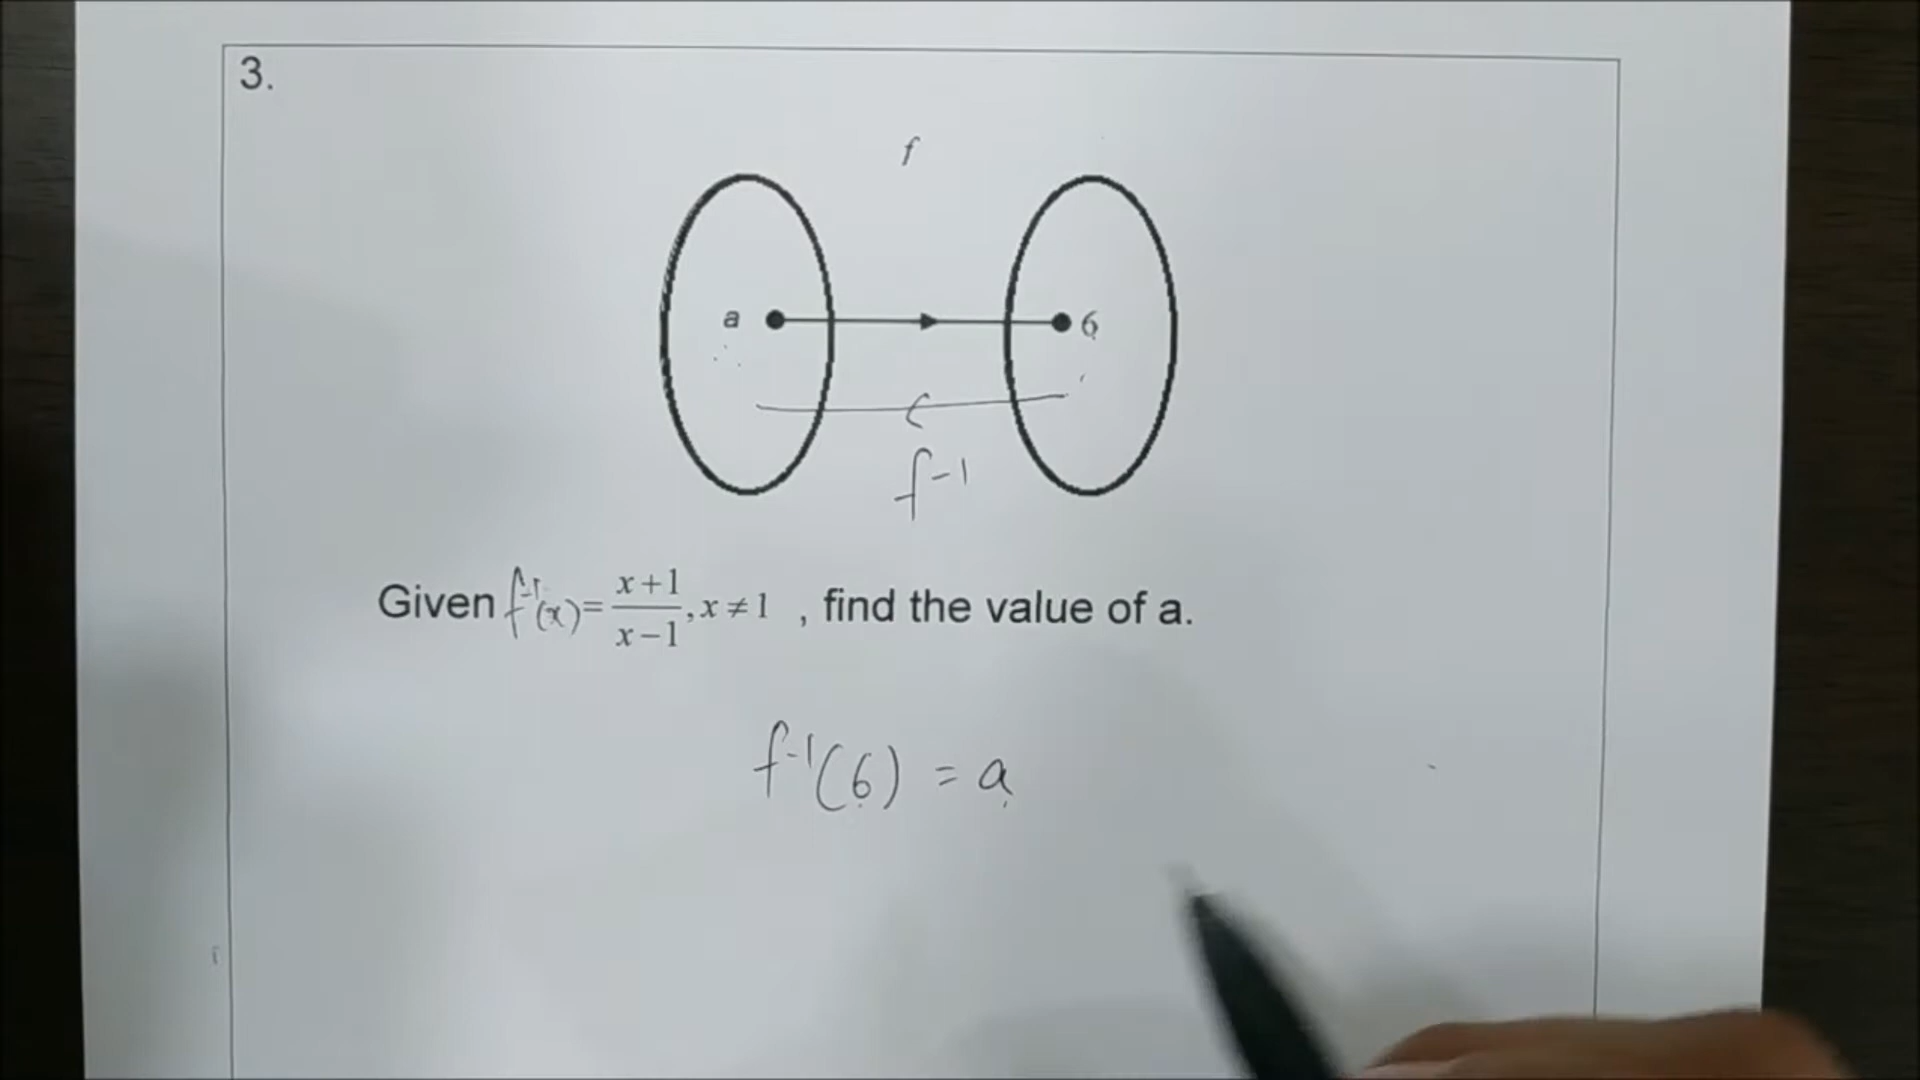 3.
f
a 6
f⁻¹
Given f⁻¹(x)= x+1 / x−1 , x ≠ 1 , find the value of a.
f⁻¹(6) = a